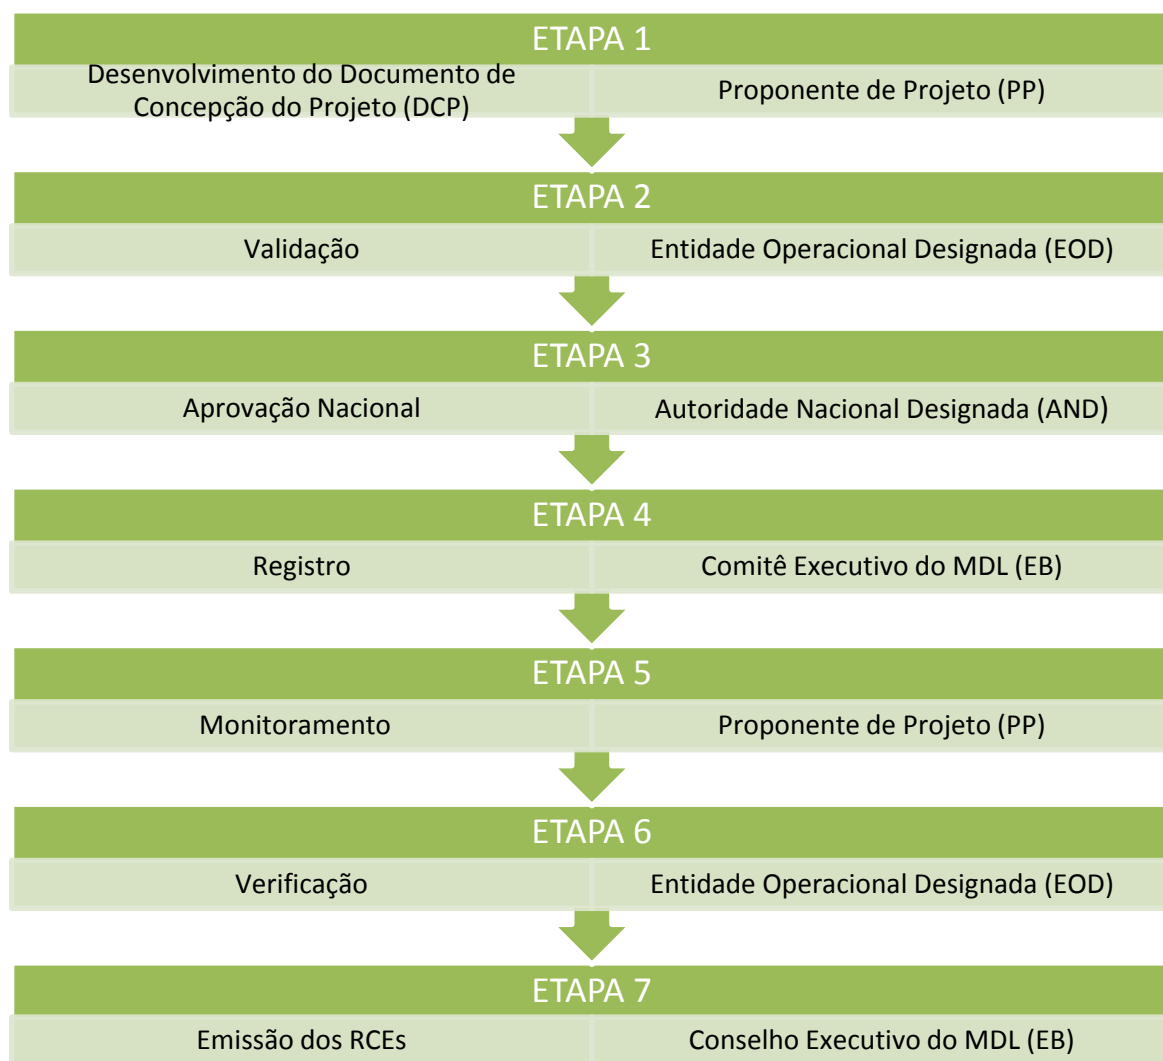 ETAPA 1
Desenvolvimento do Documento de
Concepção do Projeto (DCP)
Proponente de Projeto (PP)
ETAPA 2
Validação
Entidade Operacional Designada (EOD)
ETAPA 3
Aprovação Nacional
Autoridade Nacional Designada (AND)
ETAPA 4
Registro
Comitê Executivo do MDL (EB)
ETAPA 5
Monitoramento
Proponente de Projeto (PP)
ETAPA 6
Verificação
Entidade Operacional Designada (EOD)
ETAPA 7
Emissão dos RCEs
Conselho Executivo do MDL (EB)